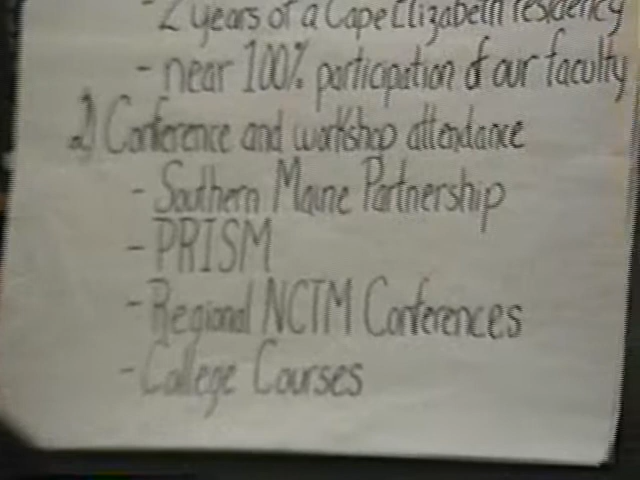 - 2 years of a Cape Elizabeth residency
- near 100% participation of our faculty
2) Conference and workshop attendance
- Southern Maine Partnership
- PRISM
- Regional NCTM Conferences
- College Courses